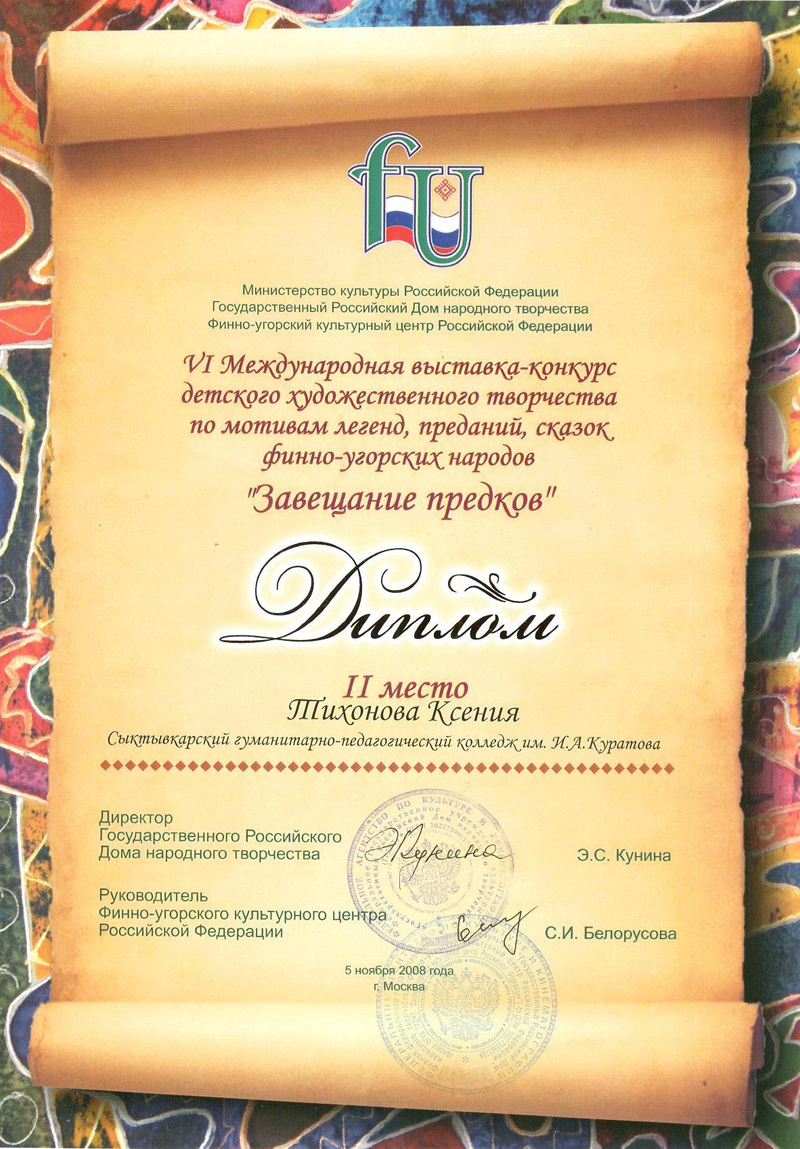 fU
Министерство культуры Российской Федерации
Государственный Российский Дом народного творчества
Финно-угорский культурный центр Российской Федерации
VI Международная выставка-конкурс
детского художественного творчества
по мотивам легенд, преданий, сказок
финно-угорских народов
"Завещание предков"
Диплом
II место
Тихонова Ксения
Сыктывкарский гуманитарно-педагогический колледж им. И.А.Куратова
Директор
Государственного Российского
Дома народного творчества
Э.С. Кунина
Руководитель
Финно-угорского культурного центра
Российской Федерации
С.И. Белорусова
5 ноября 2008 года
г. Москва